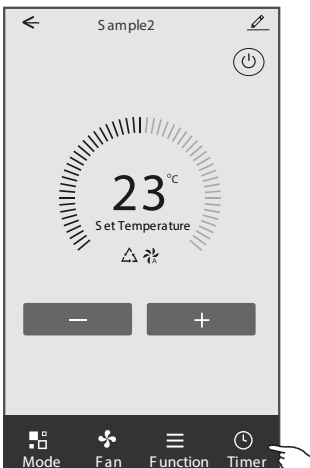 Sample2
23°C
Set Temperature
A
− +
Mode Fan Function Timer